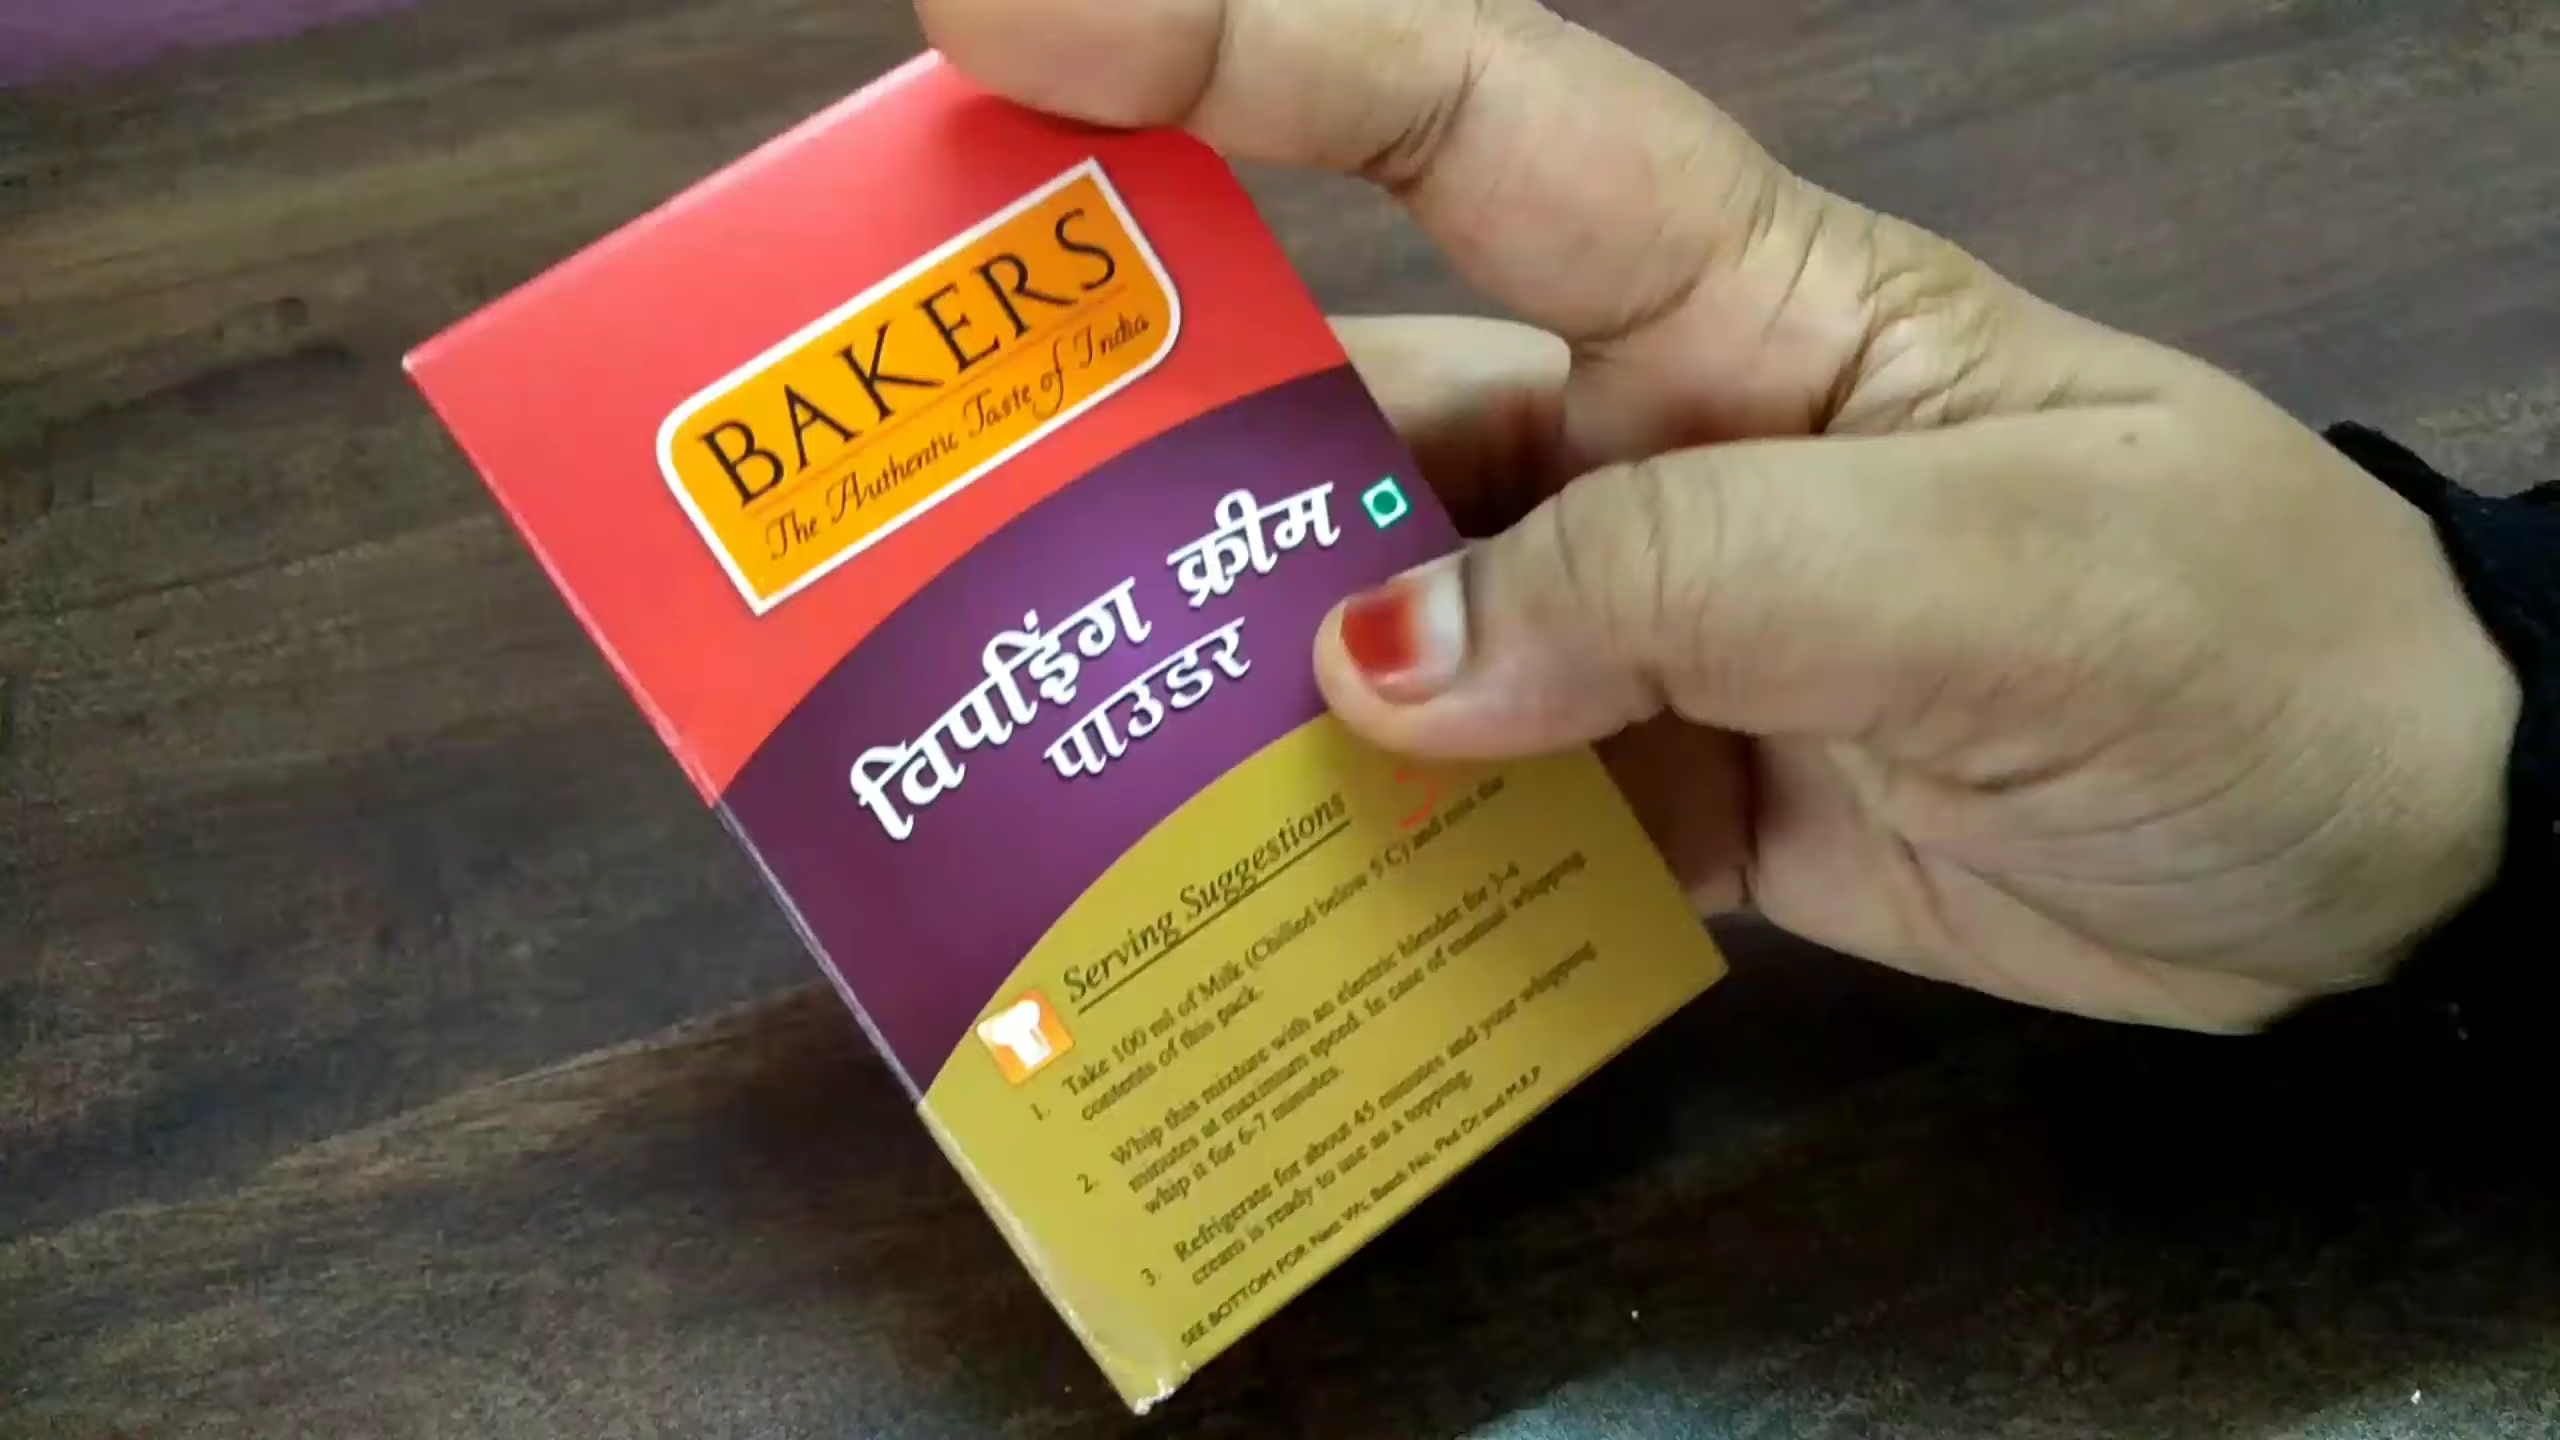 BAKERS
The Authentic Taste of India
विपइिंग क्रीम
पाउडर
Serving Suggestions
1. Take 100 ml of Milk (Chilled below 5 C) and mix the
contents of this pack.
2. Whip this mixture with an electric blender for 3-4
minutes at maximum speed. In case of manual whipping
whip it for 6-7 minutes.
3. Refrigerate for about 45 minutes and your whipping
cream is ready to use as a topping.
SEE BOTTOM FOR: Nett Wt, Batch No, Pkd Dt and M.R.P